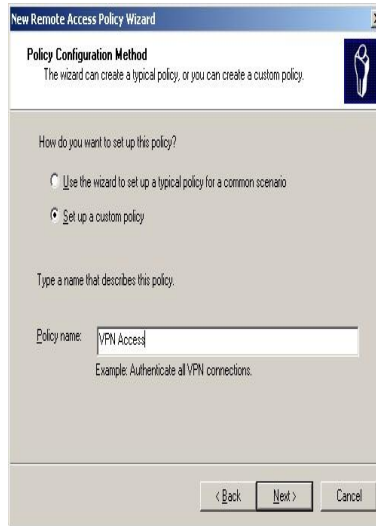 New Remote Access Policy Wizard
Policy Configuration Method
The wizard can create a typical policy, or you can create a custom policy.
How do you want to set up this policy?
Use the wizard to set up a typical policy for a common scenario
Set up a custom policy
Type a name that describes this policy.
Policy name: VPN Access
Example: Authenticate all VPN connections.
< Back Next > Cancel